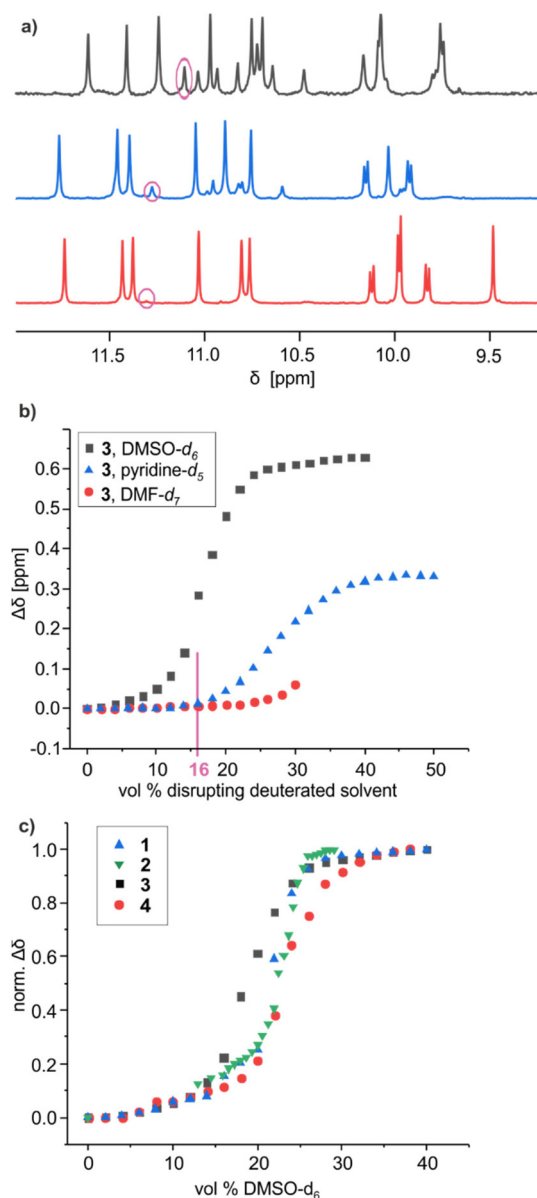 a)
11.5 11.0 10.5 10.0 9.5
δ [ppm]
b)
3, DMSO-d6
3, pyridine-d5
3, DMF-d7
0.6
0.5
0.4
0.3
0.2
0.1
0.0
-0.1
Δδ [ppm]
0 10 16 20 30 40 50
vol % disrupting deuterated solvent
c)
1
2
3
4
1.0
0.8
0.6
0.4
0.2
0.0
norm. Δδ
0 10 20 30 40
vol % DMSO-d6